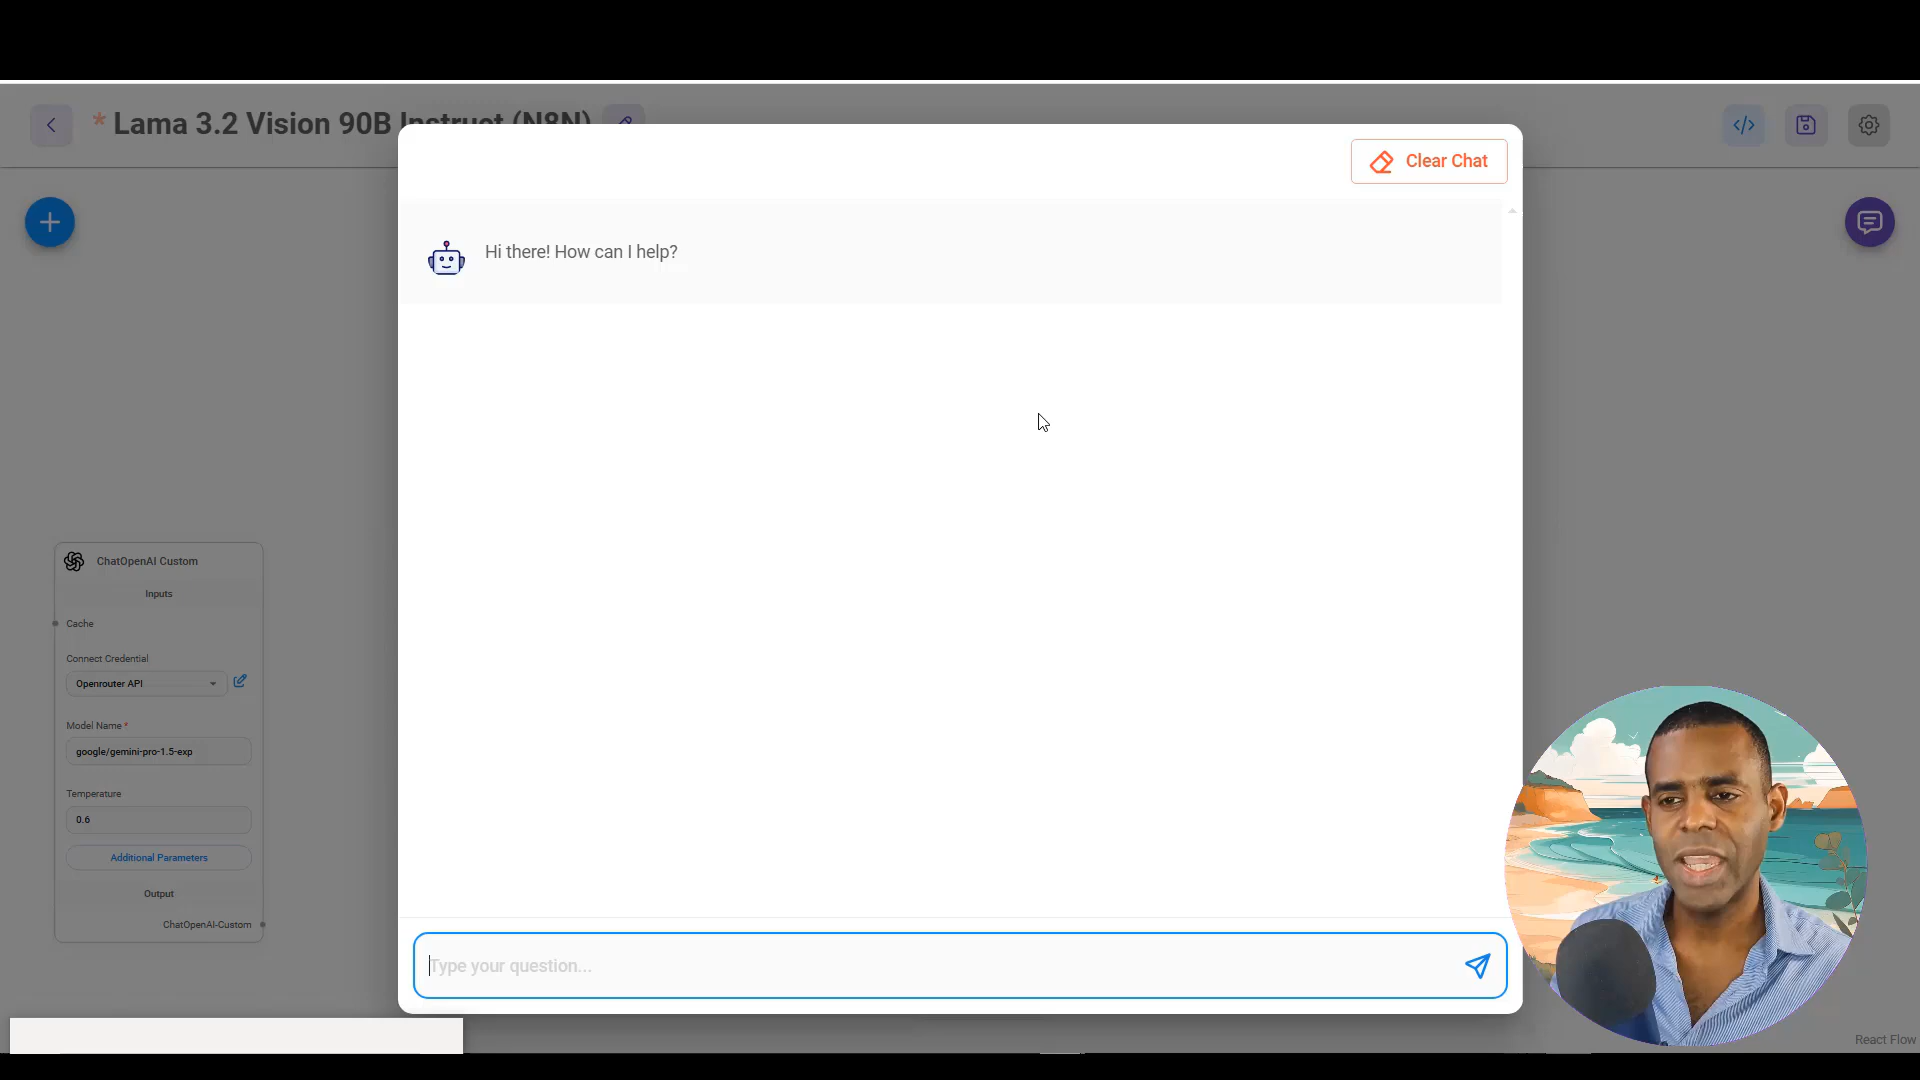 * Lama 3.2 Vision 90B Instruct (N8N)
Clear Chat
Hi there! How can I help?
ChatOpenAI Custom
Inputs
Cache
Connect Credential
Openrouter API
Model Name *
google/gemini-pro-1.5-exp
Temperature
0.6
Additional Parameters
Output
ChatOpenAI-Custom
Type your question...
React Flow